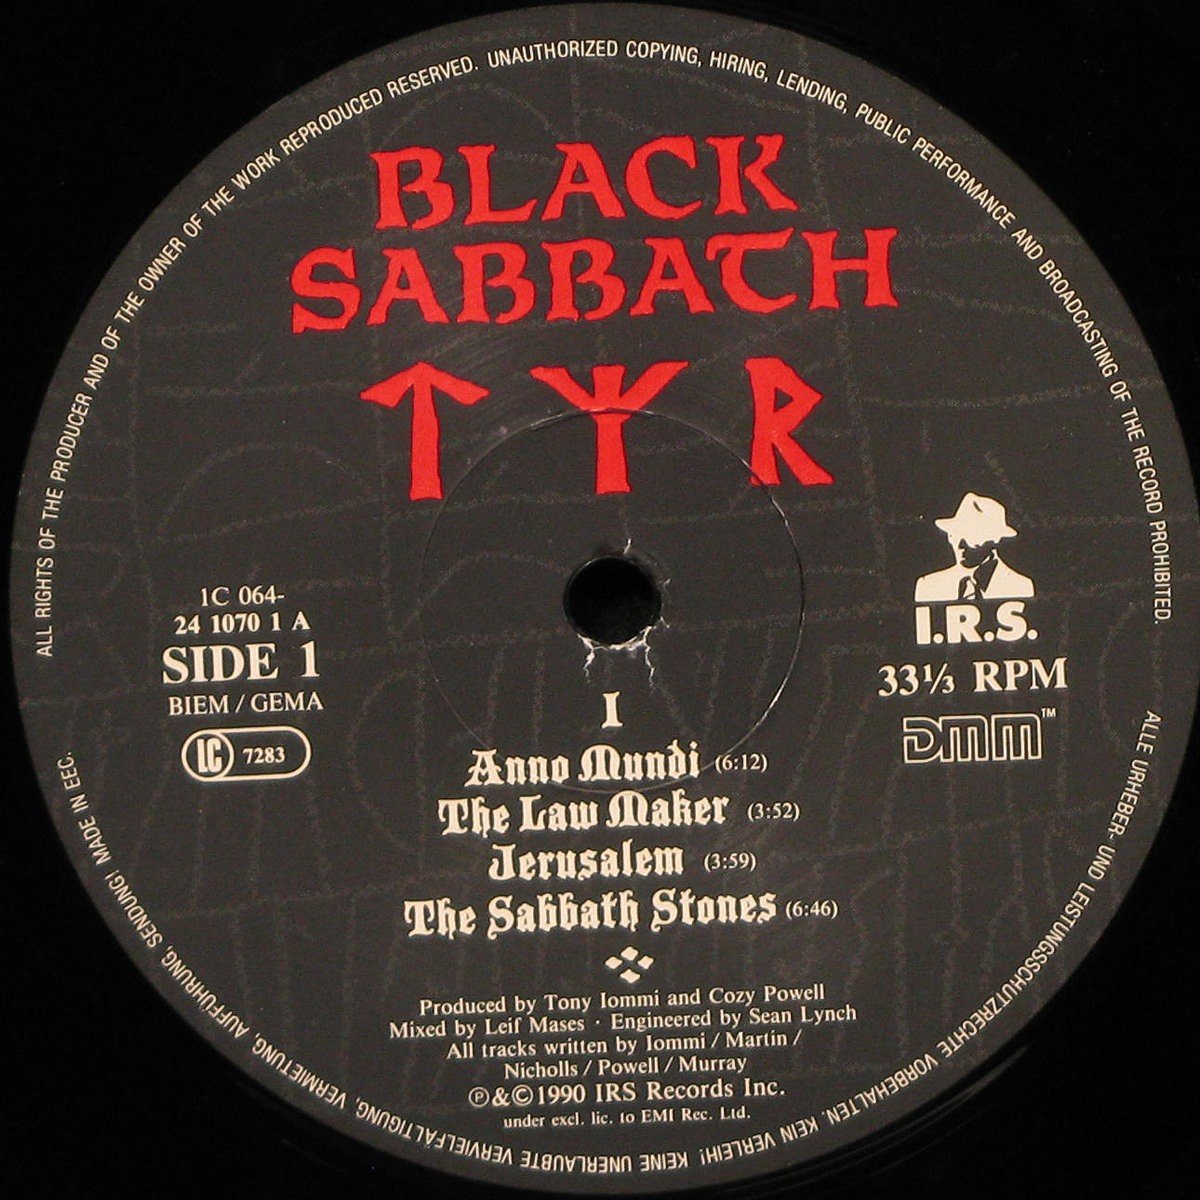 ALL RIGHTS OF THE PRODUCER AND OF THE OWNER OF THE WORK REPRODUCED RESERVED. UNAUTHORIZED COPYING, HIRING, LENDING, PUBLIC PERFORMANCE AND BROADCASTING OF THE RECORD PROHIBITED.
BLACK
SABBATH
ᛏᛉᚱ
I.R.S.
1C 064-
24 1070 1 A
SIDE 1
BIEM / GEMA
LC 7283
33⅓ RPM
DMM™
I
Anno Mundi (6:12)
The Law Maker (3:52)
Jerusalem (3:59)
The Sabbath Stones (6:46)
Produced by Tony Iommi and Cozy Powell
Mixed by Leif Mases · Engineered by Sean Lynch
All tracks written by Iommi / Martin /
Nicholls / Powell / Murray
℗&©1990 IRS Records Inc.
under excl. lic. to EMI Rec. Ltd.
ALLE URHEBER- UND LEISTUNGSSCHUTZRECHTE VORBEHALTEN. KEIN VERLEIH! KEINE UNERLAUBTE VERVIELFÄLTIGUNG, VERMIETUNG, AUFFÜHRUNG, SENDUNG! MADE IN EEC.